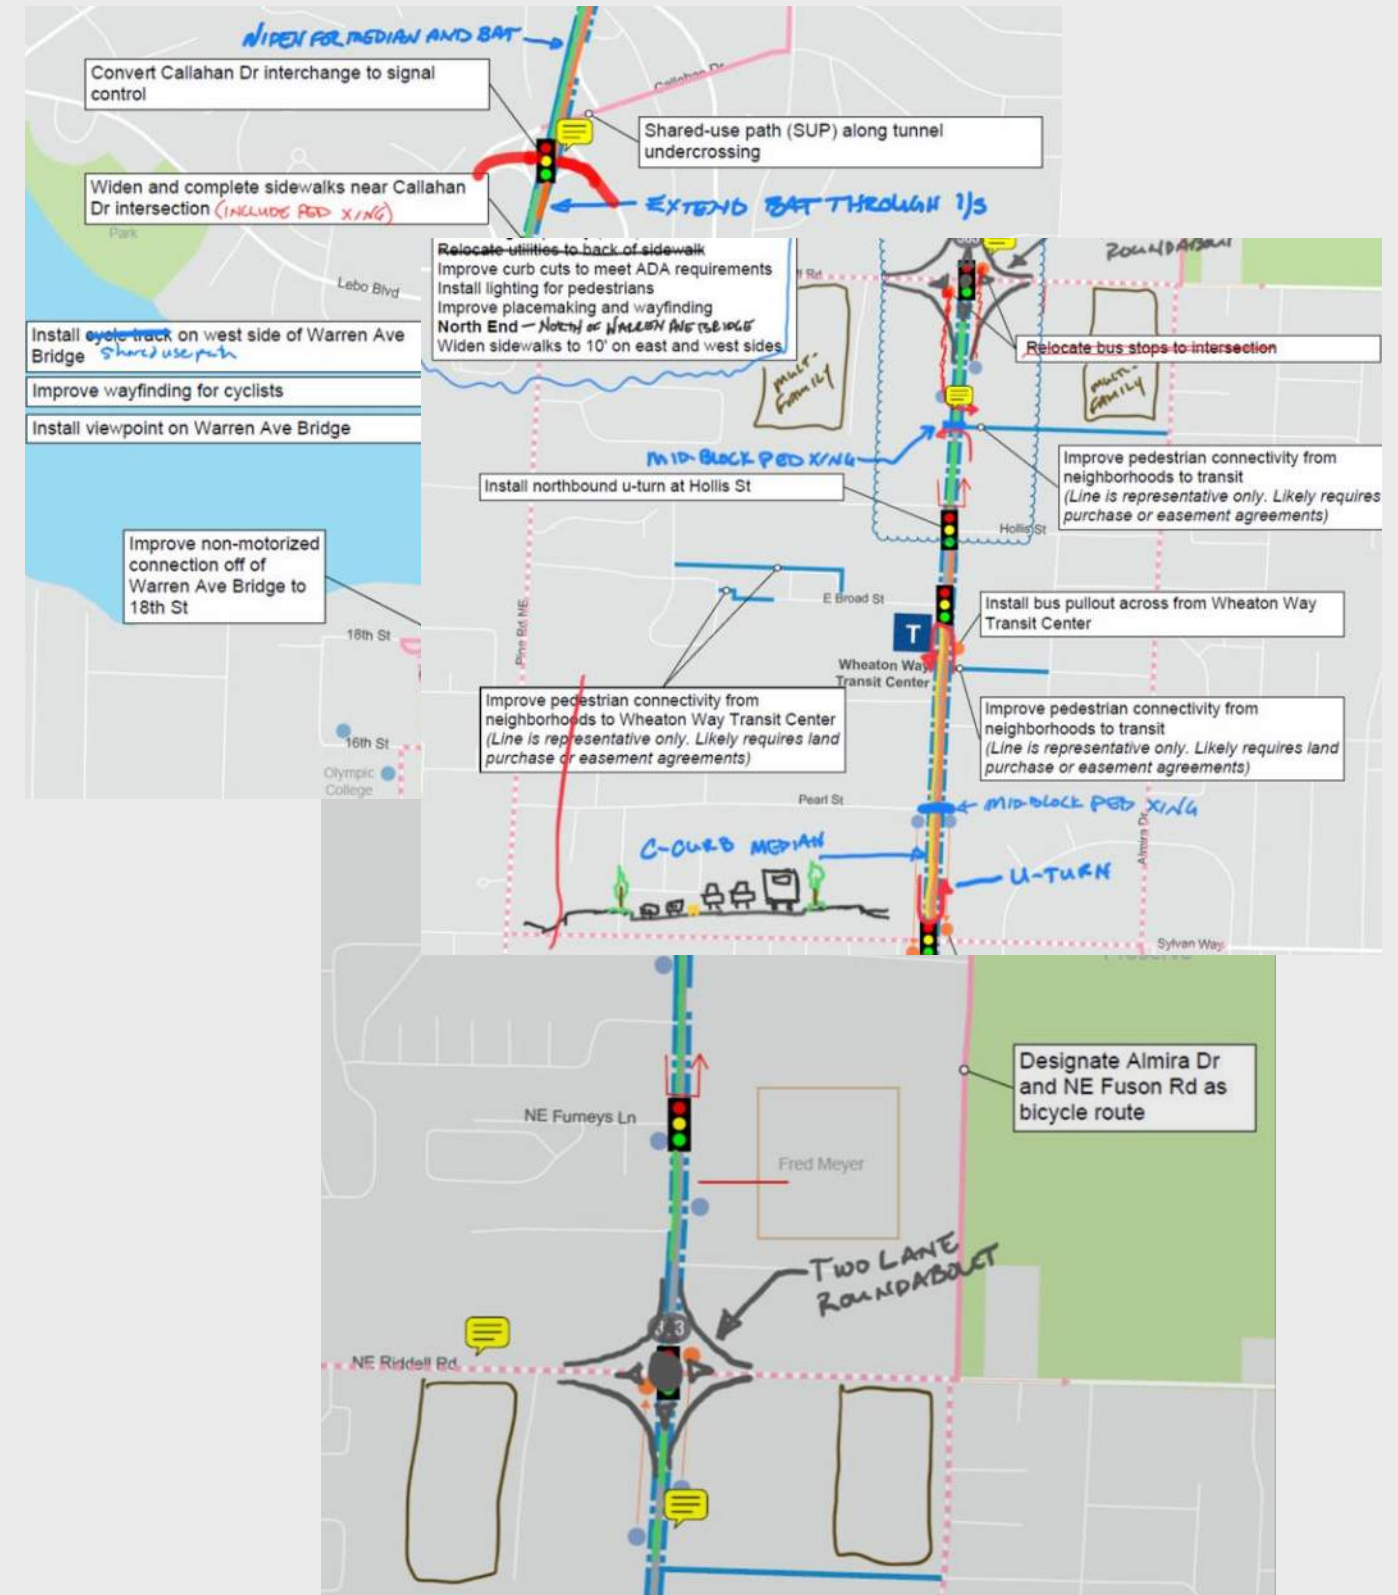 WIDEN FOR MEDIAN AND BAT
Convert Callahan Dr interchange to signal
control
Callahan Dr
Shared-use path (SUP) along tunnel
undercrossing
Widen and complete sidewalks near Callahan
Dr intersection (INCLUDE PED XING)
EXTEND BAT THROUGH I/S
Park
Lebo Blvd
Install cycle track on west side of Warren Ave
Bridge shared use path
Improve wayfinding for cyclists
Install viewpoint on Warren Ave Bridge
Improve non-motorized
connection off of
Warren Ave Bridge to
18th St
18th St
16th St
Olympic
College
Relocate utilities to back of sidewalk
Improve curb cuts to meet ADA requirements
Install lighting for pedestrians
Improve placemaking and wayfinding
North End - NORTH OF WARREN AVE BRIDGE
Widen sidewalks to 10' on east and west sides
Rd
ROUNDABOUT
Relocate bus stops to intersection
MULTI-
FAMILY
MULTI-
FAMILY
MID-BLOCK PED XING
Improve pedestrian connectivity from
neighborhoods to transit
(Line is representative only. Likely requires
purchase or easement agreements)
Install northbound u-turn at Hollis St
Hollis St
Pine Rd NE
E Broad St
Install bus pullout across from Wheaton Way
Transit Center
T
Wheaton Way
Transit Center
Improve pedestrian connectivity from
neighborhoods to Wheaton Way Transit Center
(Line is representative only. Likely requires land
purchase or easement agreements)
Improve pedestrian connectivity from
neighborhoods to transit
(Line is representative only. Likely requires land
purchase or easement agreements)
Pearl St
MID-BLOCK PED XING
Almira Dr
C-CURB MEDIAN
U-TURN
Sylvan Way
Preserve
Designate Almira Dr
and NE Fuson Rd as
bicycle route
NE Furneys Ln
Fred Meyer
TWO LANE
ROUNDABOUT
NE Riddell Rd